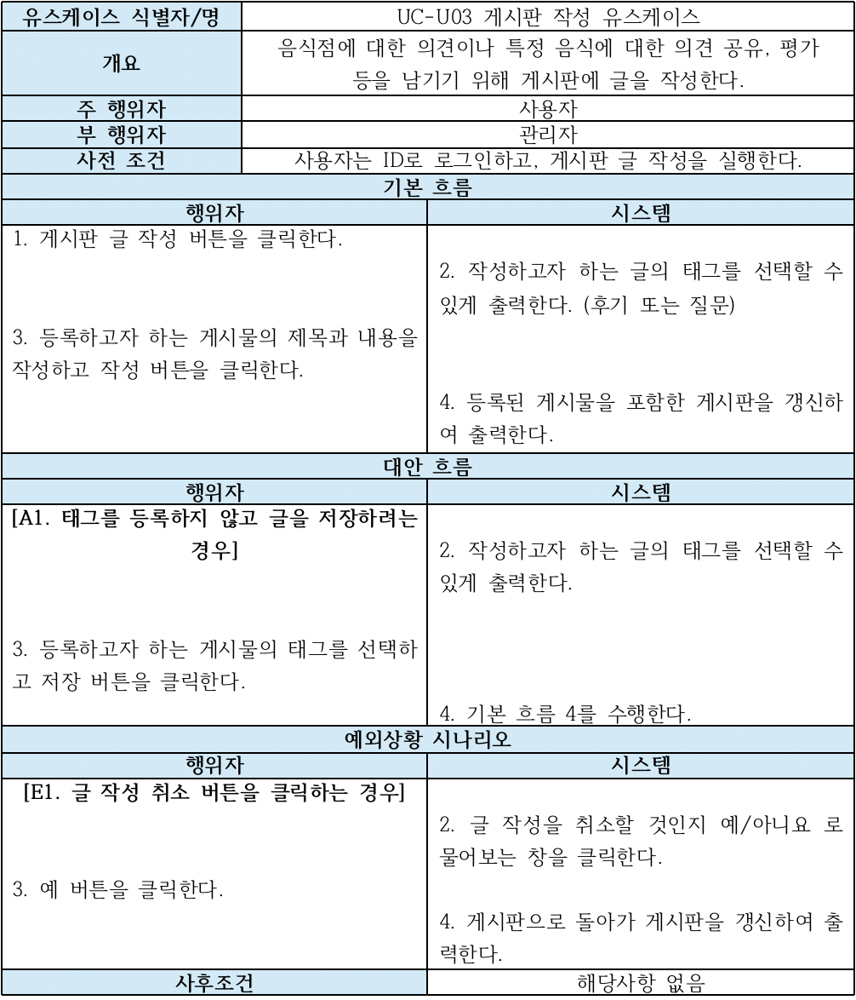 유스케이스 식별자/명
UC-U03 게시판 작성 유스케이스
개요
음식점에 대한 의견이나 특정 음식에 대한 의견 공유, 평가
등을 남기기 위해 게시판에 글을 작성한다.
주 행위자
사용자
부 행위자
관리자
사전 조건
사용자는 ID로 로그인하고, 게시판 글 작성을 실행한다.
기본 흐름
행위자
시스템
1. 게시판 글 작성 버튼을 클릭한다.
2. 작성하고자 하는 글의 태그를 선택할 수
있게 출력한다. (후기 또는 질문)
3. 등록하고자 하는 게시물의 제목과 내용을
작성하고 작성 버튼을 클릭한다.
4. 등록된 게시물을 포함한 게시판을 갱신하
여 출력한다.
대안 흐름
행위자
시스템
[A1. 태그를 등록하지 않고 글을 저장하려는
경우]
2. 작성하고자 하는 글의 태그를 선택할 수
있게 출력한다.
3. 등록하고자 하는 게시물의 태그를 선택하
고 저장 버튼을 클릭한다.
4. 기본 흐름 4를 수행한다.
예외상황 시나리오
행위자
시스템
[E1. 글 작성 취소 버튼을 클릭하는 경우]
2. 글 작성을 취소할 것인지 예/아니요 로
물어보는 창을 클릭한다.
3. 예 버튼을 클릭한다.
4. 게시판으로 돌아가 게시판을 갱신하여 출
력한다.
사후조건
해당사항 없음